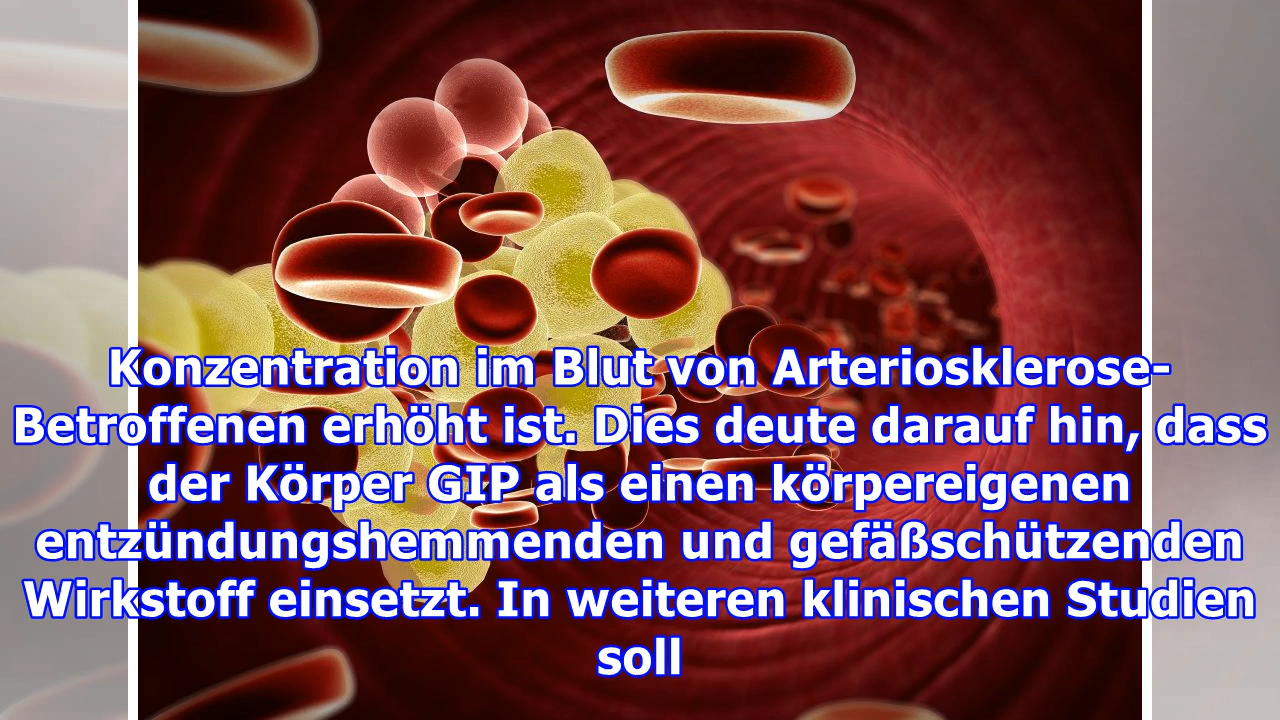 Konzentration im Blut von Arteriosklerose-
Betroffenen erhöht ist. Dies deute darauf hin, dass
der Körper GIP als einen körpereigenen
entzündungshemmenden und gefäßschützenden
Wirkstoff einsetzt. In weiteren klinischen Studien
soll